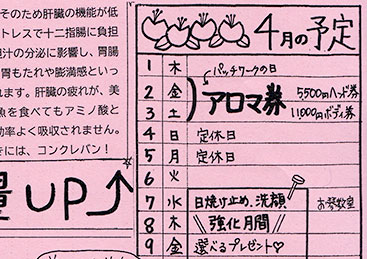 そのため肝臓の機能が低
トレスで十二指腸に負担
胆汁の分泌に影響し、胃腸
胃もたれや膨満感といっ
れます。肝臓の疲れが、美
魚を食べてもアミノ酸と
効率よく吸収されません。
きには、コンクレバン！
量UP↑
4月の予定
1 木 パッチワークの日
2 金 アロマ券 5500円ヘッド券
3 土 11000円ボディ券
4 日 定休日
5 月 定休日
6 火
7 水 日焼け止め、洗顔 お琴教室
8 木 \\ 強化月間 //
9 金 選べるプレゼント♡